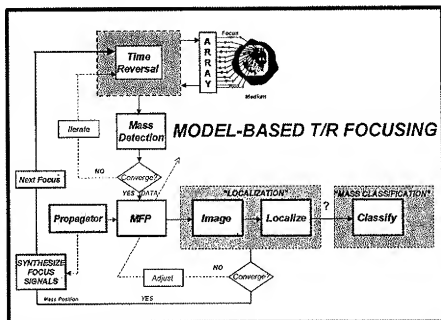 Time
Reversal
ARRAY
Focus
Medium
Iterate
Mass
Detection
MODEL-BASED T/R FOCUSING
NO
Converge?
Next Focus
YES
DATA
"LOCALIZATION"
"MASS CLASSIFICATION"
Propagator
MFP
Image
Localize
?
Classify
SYNTHESIZE
FOCUS
SIGNALS
Adjust
NO
Converge?
Mass Position
YES